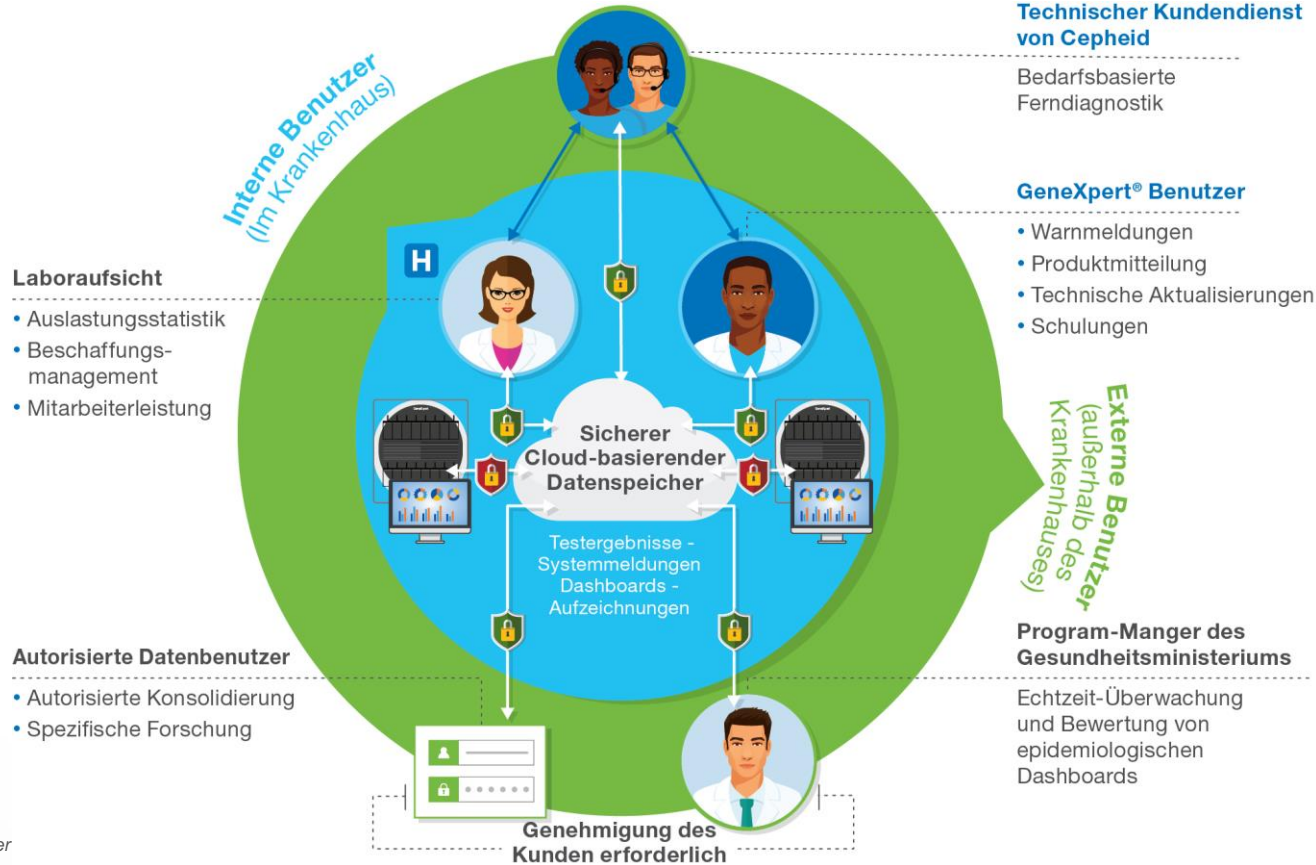 Technischer Kundendienst
von Cepheid
Bedarfsbasierte
Ferndiagnostik
Interne Benutzer
(Im Krankenhaus)
GeneXpert® Benutzer
• Warnmeldungen
• Produktmitteilung
• Technische Aktualisierungen
• Schulungen
H
Laboraufsicht
• Auslastungsstatistik
• Beschaffungs-
management
• Mitarbeiterleistung
Externe Benutzer
(außerhalb des
Krankenhauses)
Sicherer
Cloud-basierender
Datenspeicher
Testergebnisse -
Systemmeldungen
Dashboards -
Aufzeichnungen
Autorisierte Datenbenutzer
• Autorisierte Konsolidierung
• Spezifische Forschung
Program-Manger des
Gesundheitsministeriums
Echtzeit-Überwachung
und Bewertung von
epidemiologischen
Dashboards
Genehmigung des
Kunden erforderlich
er